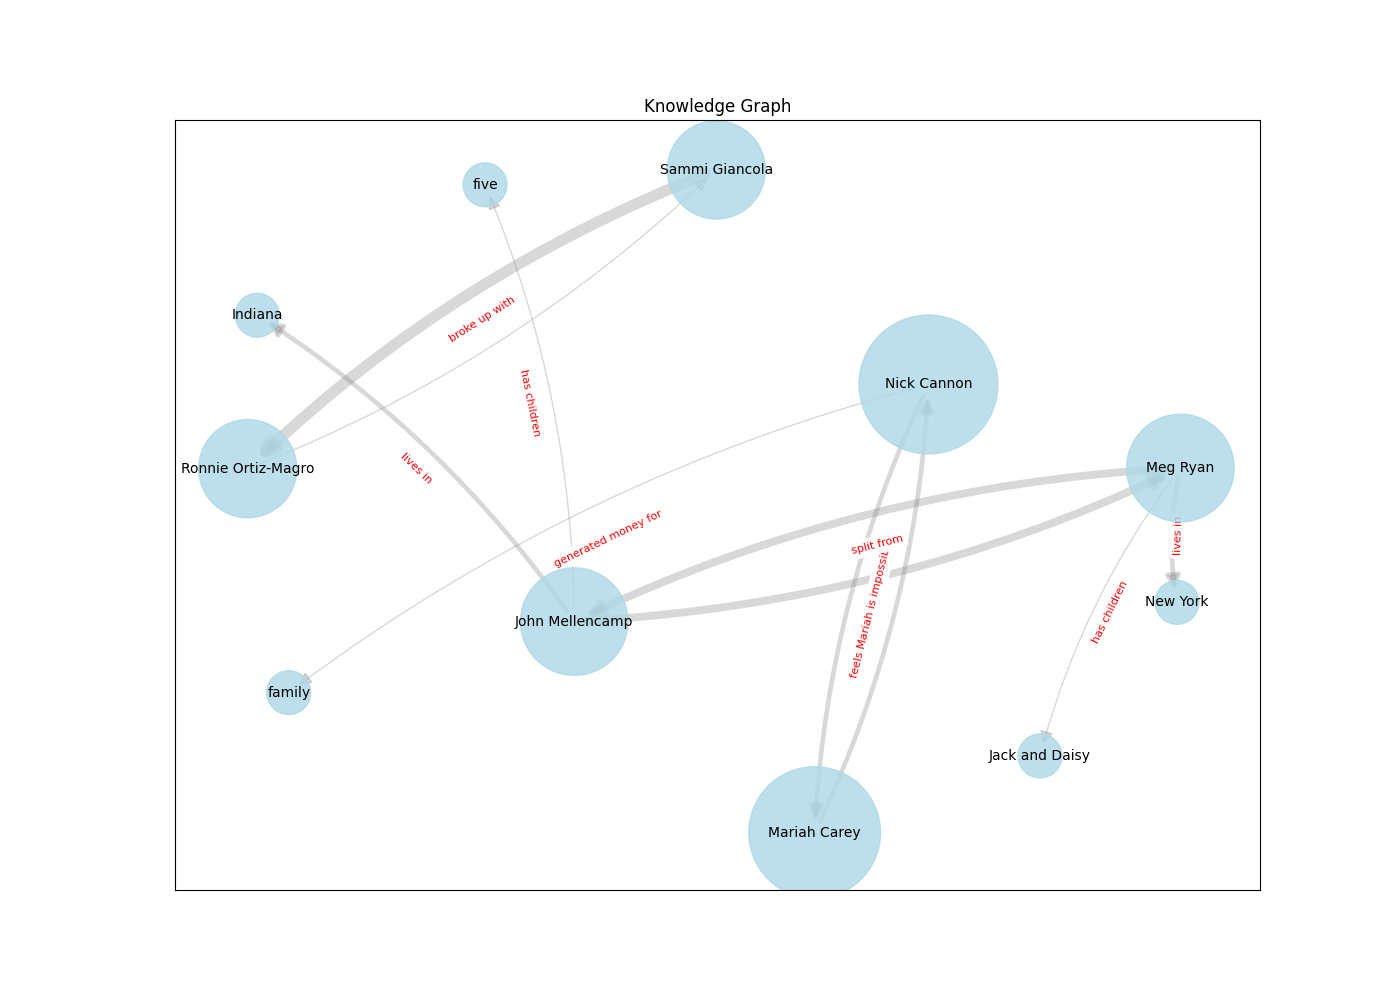 Knowledge Graph
Sammi Giancola
five
broke up with
Indiana
has children
Nick Cannon
lives in
Ronnie Ortiz-Magro
Meg Ryan
generated money for
split from
lives in
feels Mariah is
New York
has children
John Mellencamp
family
Jack and Daisy
Mariah Carey